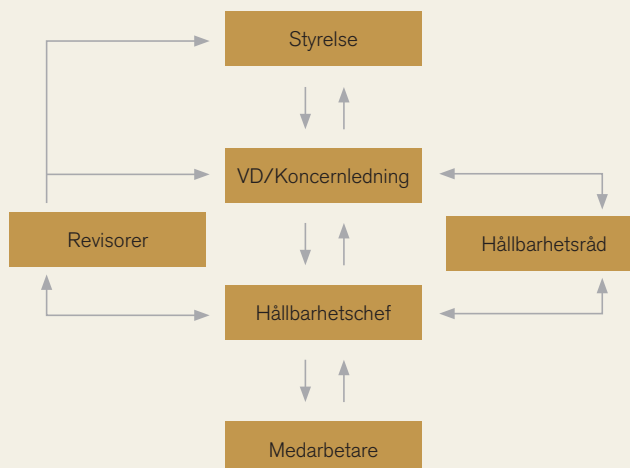 Styrelse
VD/Koncernledning
Revisorer
Hållbarhetsråd
Hållbarhetschef
Medarbetare